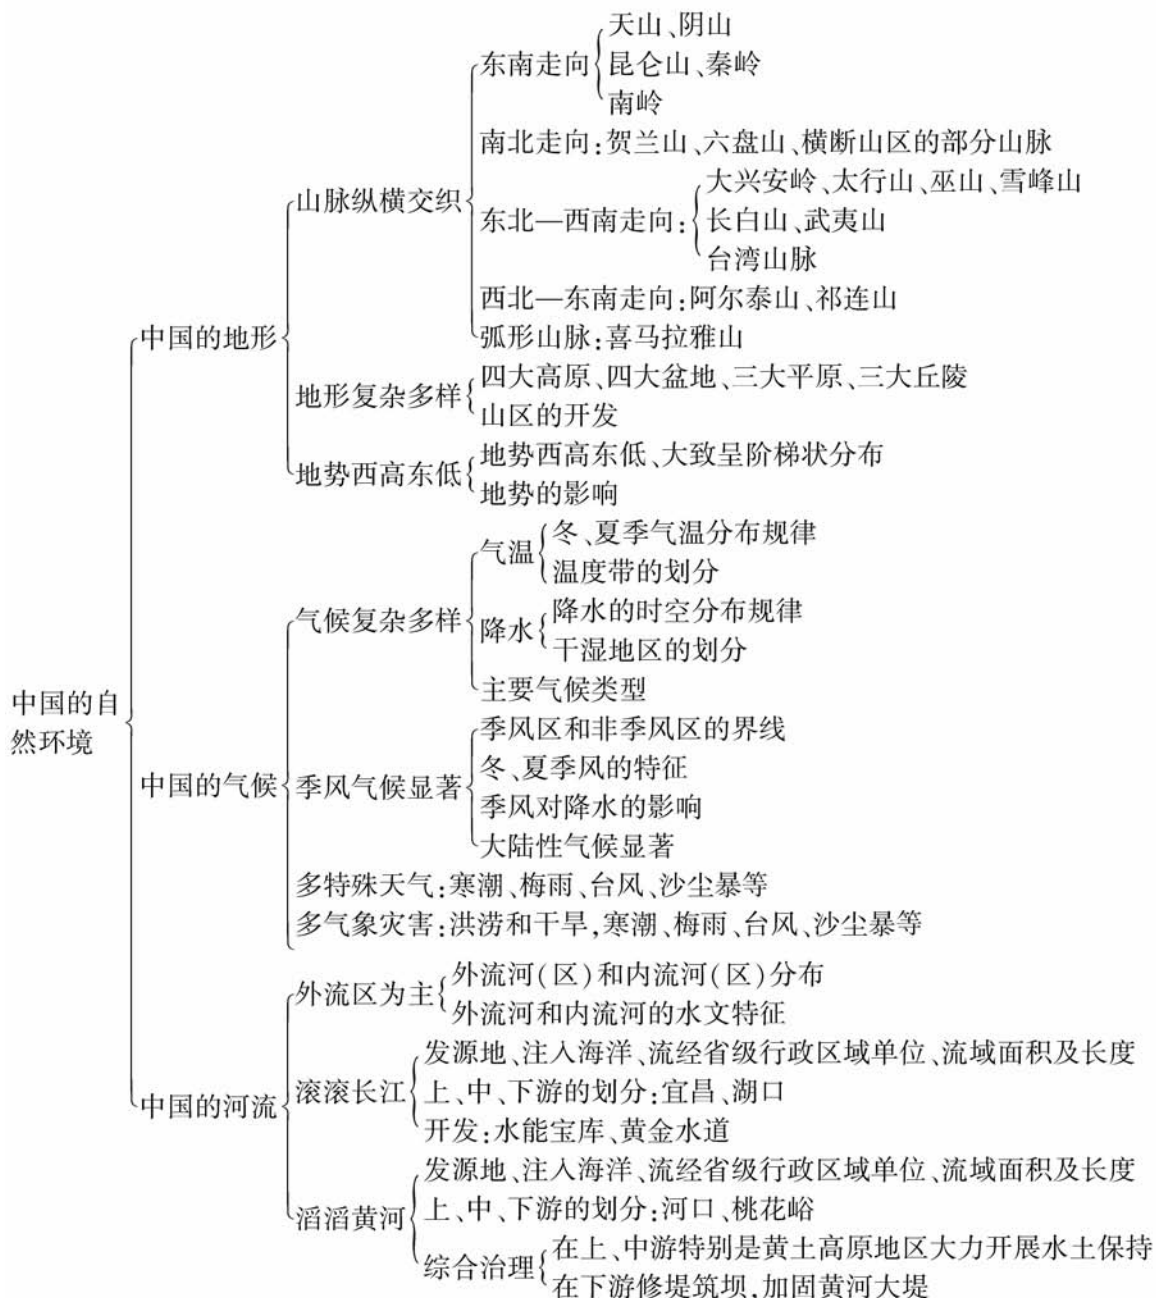 天山、阴山
东南走向
昆仑山、秦岭
南岭
南北走向:贺兰山、六盘山、横断山区的部分山脉
山脉纵横交织
大兴安岭、太行山、巫山、雪峰山
东北—西南走向:
长白山、武夷山
台湾山脉
西北—东南走向:阿尔泰山、祁连山
弧形山脉:喜马拉雅山
中国的地形
四大高原、四大盆地、三大平原、三大丘陵
地形复杂多样
山区的开发
地势西高东低、大致呈阶梯状分布
地势西高东低
地势的影响
冬、夏季气温分布规律
气温
温度带的划分
气候复杂多样
降水的时空分布规律
降水
干湿地区的划分
主要气候类型
中国的自
然环境
季风区和非季风区的界线
冬、夏季风的特征
中国的气候
季风气候显著
季风对降水的影响
大陆性气候显著
多特殊天气:寒潮、梅雨、台风、沙尘暴等
多气象灾害:洪涝和干旱,寒潮、梅雨、台风、沙尘暴等
外流河(区)和内流河(区)分布
外流区为主
外流河和内流河的水文特征
发源地、注入海洋、流经省级行政区域单位、流域面积及长度
滚滚长江
上、中、下游的划分:宜昌、湖口
中国的河流
开发:水能宝库、黄金水道
发源地、注入海洋、流经省级行政区域单位、流域面积及长度
滔滔黄河
上、中、下游的划分:河口、桃花峪
在上、中游特别是黄土高原地区大力开展水土保持
综合治理
在下游修堤筑坝,加固黄河大堤